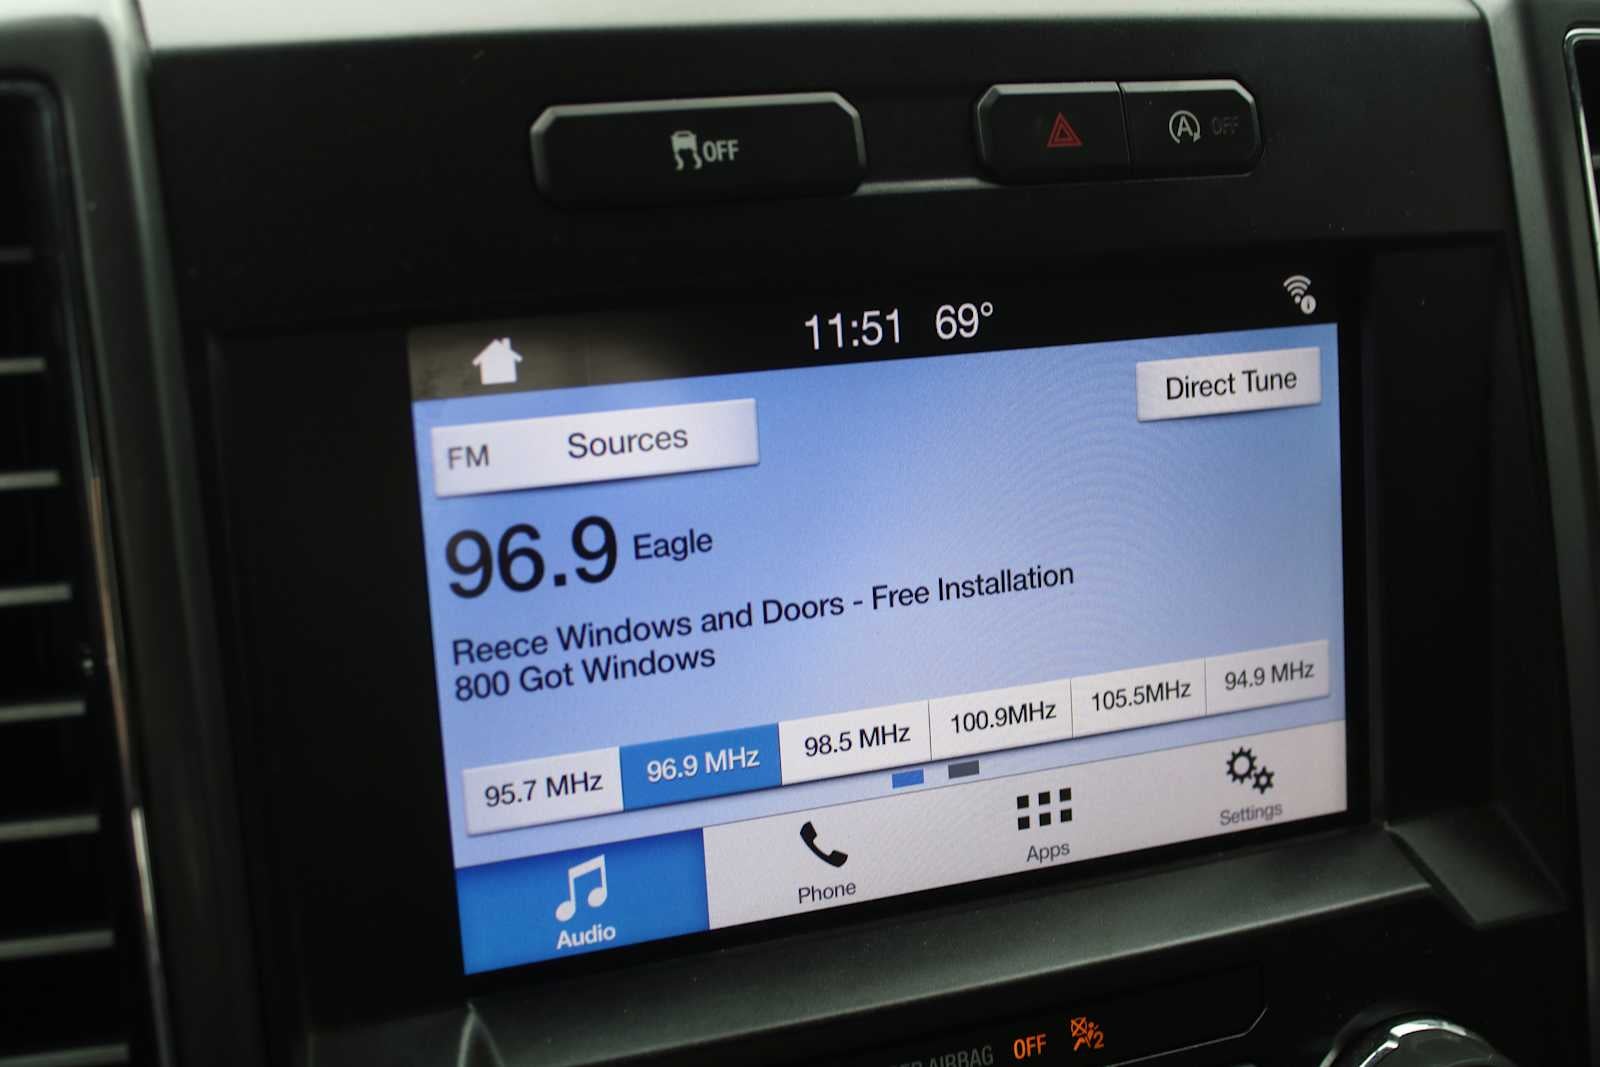 OFF
A OFF
11:51 69°
Direct Tune
FM Sources
96.9 Eagle
Reece Windows and Doors - Free Installation
800 Got Windows
95.7 MHz 96.9 MHz 98.5 MHz 100.9MHz 105.5MHz 94.9 MHz
Audio Phone Apps Settings
AIRBAG OFF 2